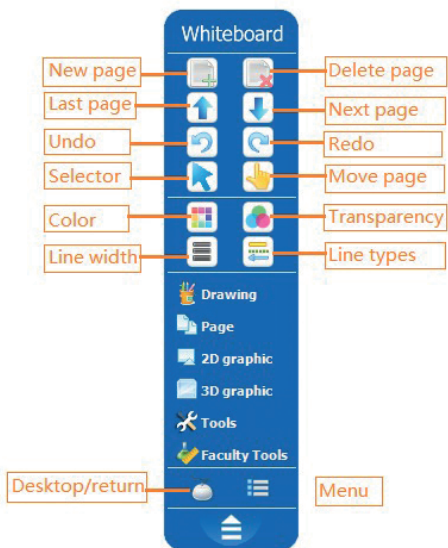 Whiteboard
New page
Delete page
Last page
Next page
Undo
Redo
Selector
Move page
Color
Transparency
Line width
Line types
Drawing
Page
2D graphic
3D graphic
Tools
Faculty Tools
Desktop/return
Menu